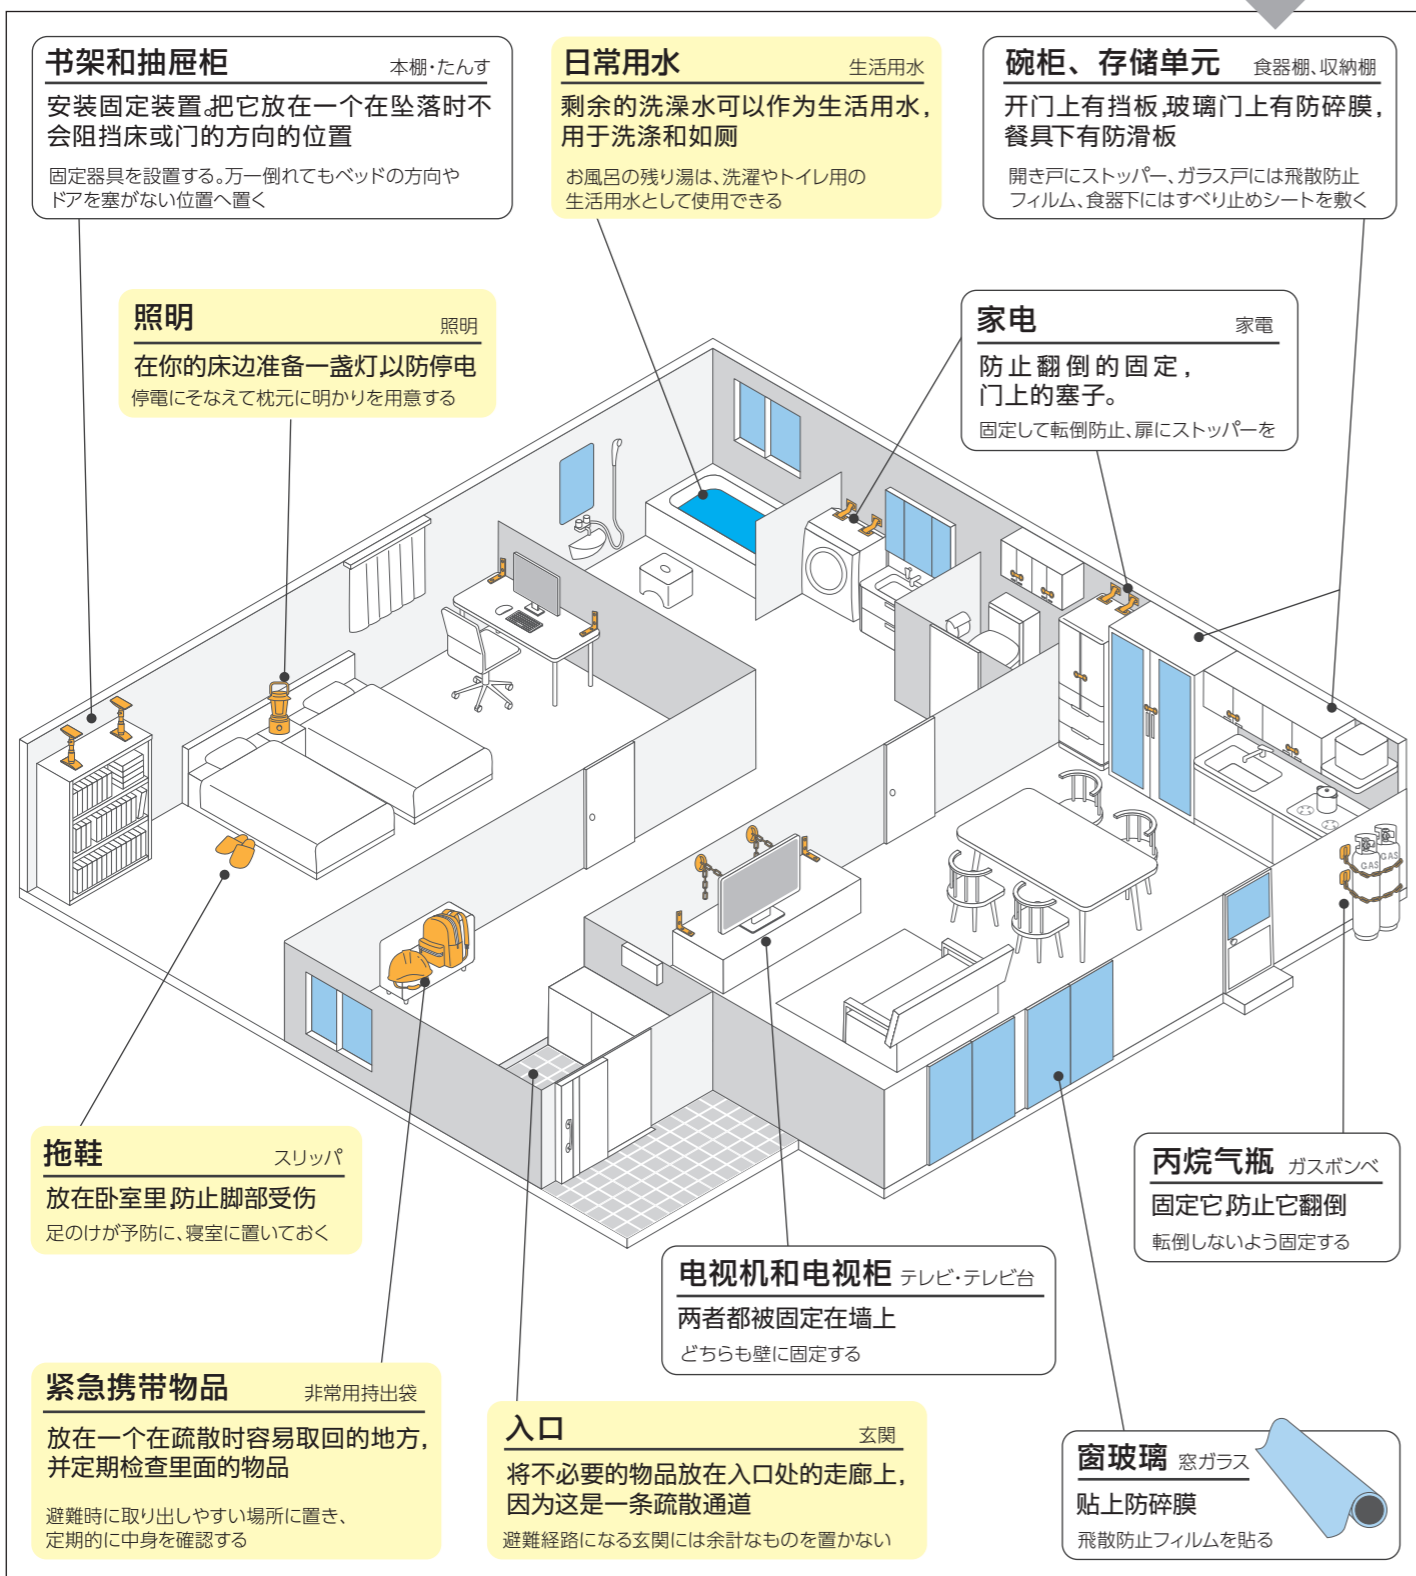 书架和抽屉柜 本棚・たんす
安装固定装置。把它放在一个在坠落时不
会阻挡床或门的方向的位置
固定器具を設置する。万一倒れてもベッドの方向や
ドアを塞がない位置へ置く
日常用水 生活用水
剩余的洗澡水可以作为生活用水，
用于洗涤和如厕
お風呂の残り湯は、洗濯やトイレ用の
生活用水として使用できる
碗柜、存储单元 食器棚、収納棚
开门上有挡板，玻璃门上有防碎膜，
餐具下有防滑板
開き戸にストッパー、ガラス戸には飛散防止
フィルム、食器下にはすべり止めシートを敷く
照明 照明
在你的床边准备一盏灯，以防停电
停電にそなえて枕元に明かりを用意する
家电 家電
防止翻倒的固定，
门上的塞子。
固定して転倒防止、扉にストッパーを
GAS
GAS
拖鞋 スリッパ
放在卧室里，防止脚部受伤
足のけが予防に、寝室に置いておく
丙烷气瓶 ガスボンベ
固定它，防止它翻倒
転倒しないよう固定する
电视机和电视柜 テレビ・テレビ台
两者都被固定在墙上
どちらも壁に固定する
紧急携带物品 非常用持出袋
放在一个在疏散时容易取回的地方，
并定期检查里面的物品
避難時に取り出しやすい場所に置き、
定期的に中身を確認する
入口 玄関
将不必要的物品放在入口处的走廊上，
因为这是一条疏散通道
避難経路になる玄関には余計なものを置かない
窗玻璃 窓ガラス
贴上防碎膜
飛散防止フィルムを貼る